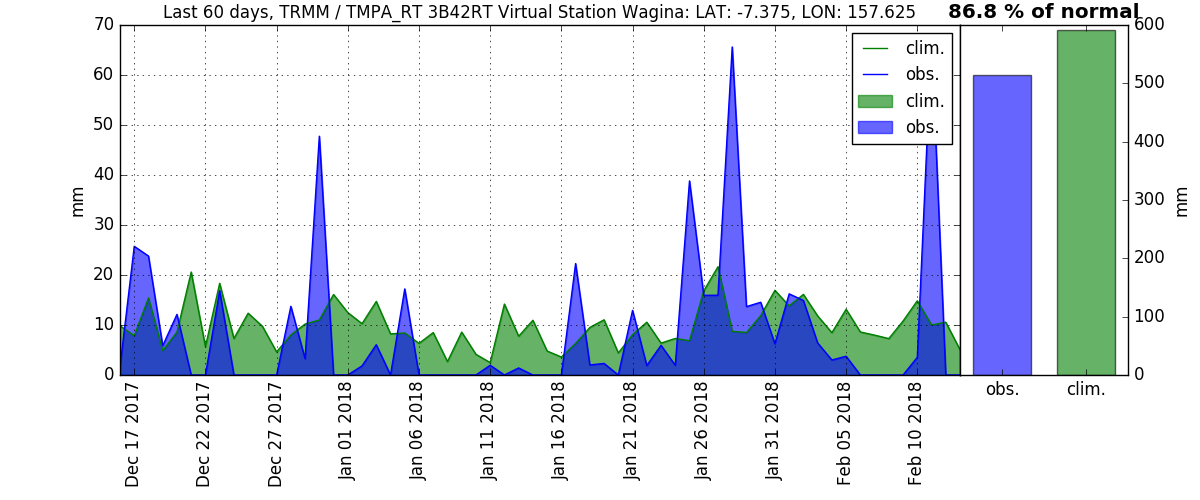 Last 60 days, TRMM / TMPA_RT 3B42RT Virtual Station Wagina: LAT: -7.375, LON: 157.625
86.8 % of normal
70
60
50
40
30
20
10
0
mm
clim.
obs.
clim.
obs.
600
500
400
300
200
100
0
mm
obs.
clim.
Dec 17 2017
Dec 22 2017
Dec 27 2017
Jan 01 2018
Jan 06 2018
Jan 11 2018
Jan 16 2018
Jan 21 2018
Jan 26 2018
Jan 31 2018
Feb 05 2018
Feb 10 2018